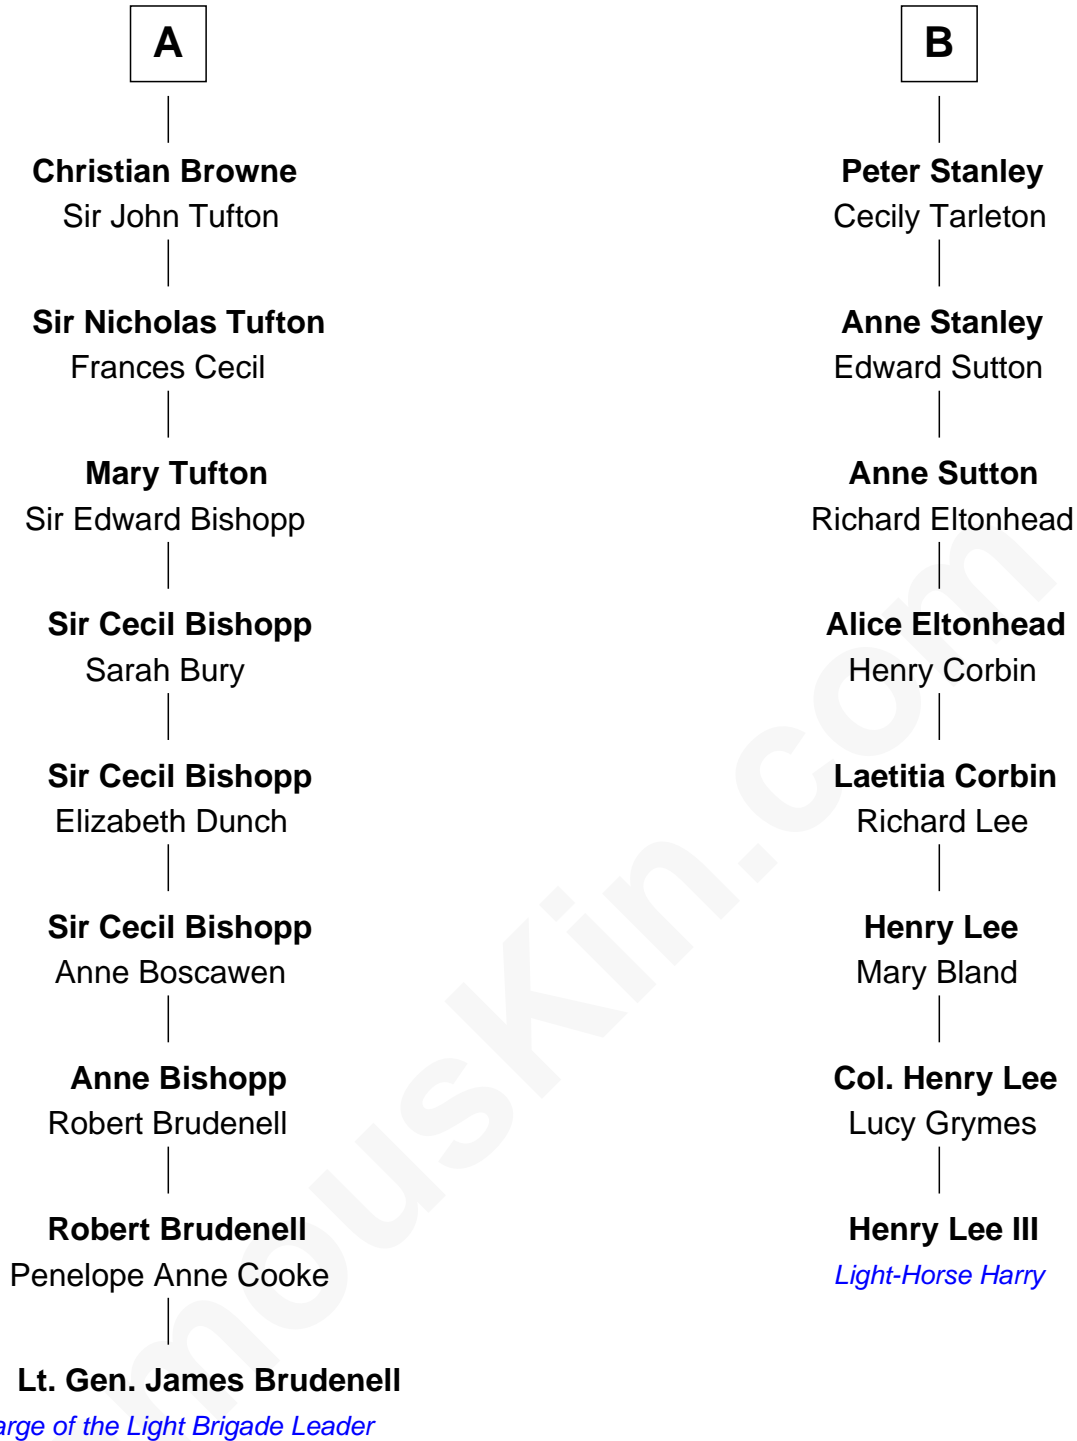 A
Christian Browne
Sir John Tufton
Sir Nicholas Tufton
Frances Cecil
Mary Tufton
Sir Edward Bishopp
Sir Cecil Bishopp
Sarah Bury
Sir Cecil Bishopp
Elizabeth Dunch
Sir Cecil Bishopp
Anne Boscawen
Anne Bishopp
Robert Brudenell
Robert Brudenell
Penelope Anne Cooke
Lt. Gen. James Brudenell
arge of the Light Brigade Leader
B
Peter Stanley
Cecily Tarleton
Anne Stanley
Edward Sutton
Anne Sutton
Richard Eltonhead
Alice Eltonhead
Henry Corbin
Laetitia Corbin
Richard Lee
Henry Lee
Mary Bland
Col. Henry Lee
Lucy Grymes
Henry Lee III
Light-Horse Harry
mousKin.com